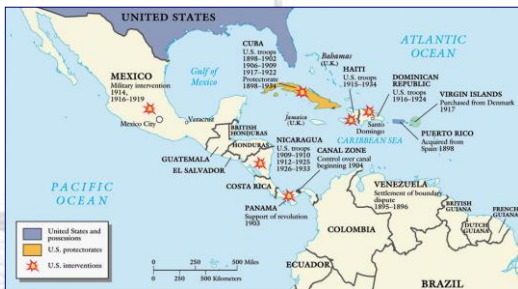 UNITED STATES
ATLANTIC
OCEAN
CUBA
U.S. troops
1898–1902
1906–1909
1917–1922
Protectorate
1898–1934
Bahamas
(U.K.)
Gulf of
Mexico
HAITI
U.S. troops
1915–1934
DOMINICAN
REPUBLIC
U.S. troops
1916–1924
VIRGIN ISLANDS
Purchased from Denmark
1917
MEXICO
Military intervention
1914,
1916–1919
Mexico City
Veracruz
Jamaica
(U.K.)
Santo
Domingo
PUERTO RICO
Acquired from
Spain 1898
CARIBBEAN SEA
BRITISH
HONDURAS
HONDURAS
NICARAGUA
U.S. troops
1909–1910
1912–1925
1926–1933
CANAL ZONE
Control over canal
beginning 1904
GUATEMALA
EL SALVADOR
COSTA RICA
PANAMA
Support of revolution
1903
VENEZUELA
Settlement of boundary
dispute
1895–1896
BRITISH
GUIANA
DUTCH
GUIANA
FRENCH
GUIANA
COLOMBIA
ECUADOR
BRAZIL
PACIFIC
OCEAN
United States and
possessions
U.S. protectorates
U.S. interventions
0 250 500 Miles
0 250 500 Kilometers